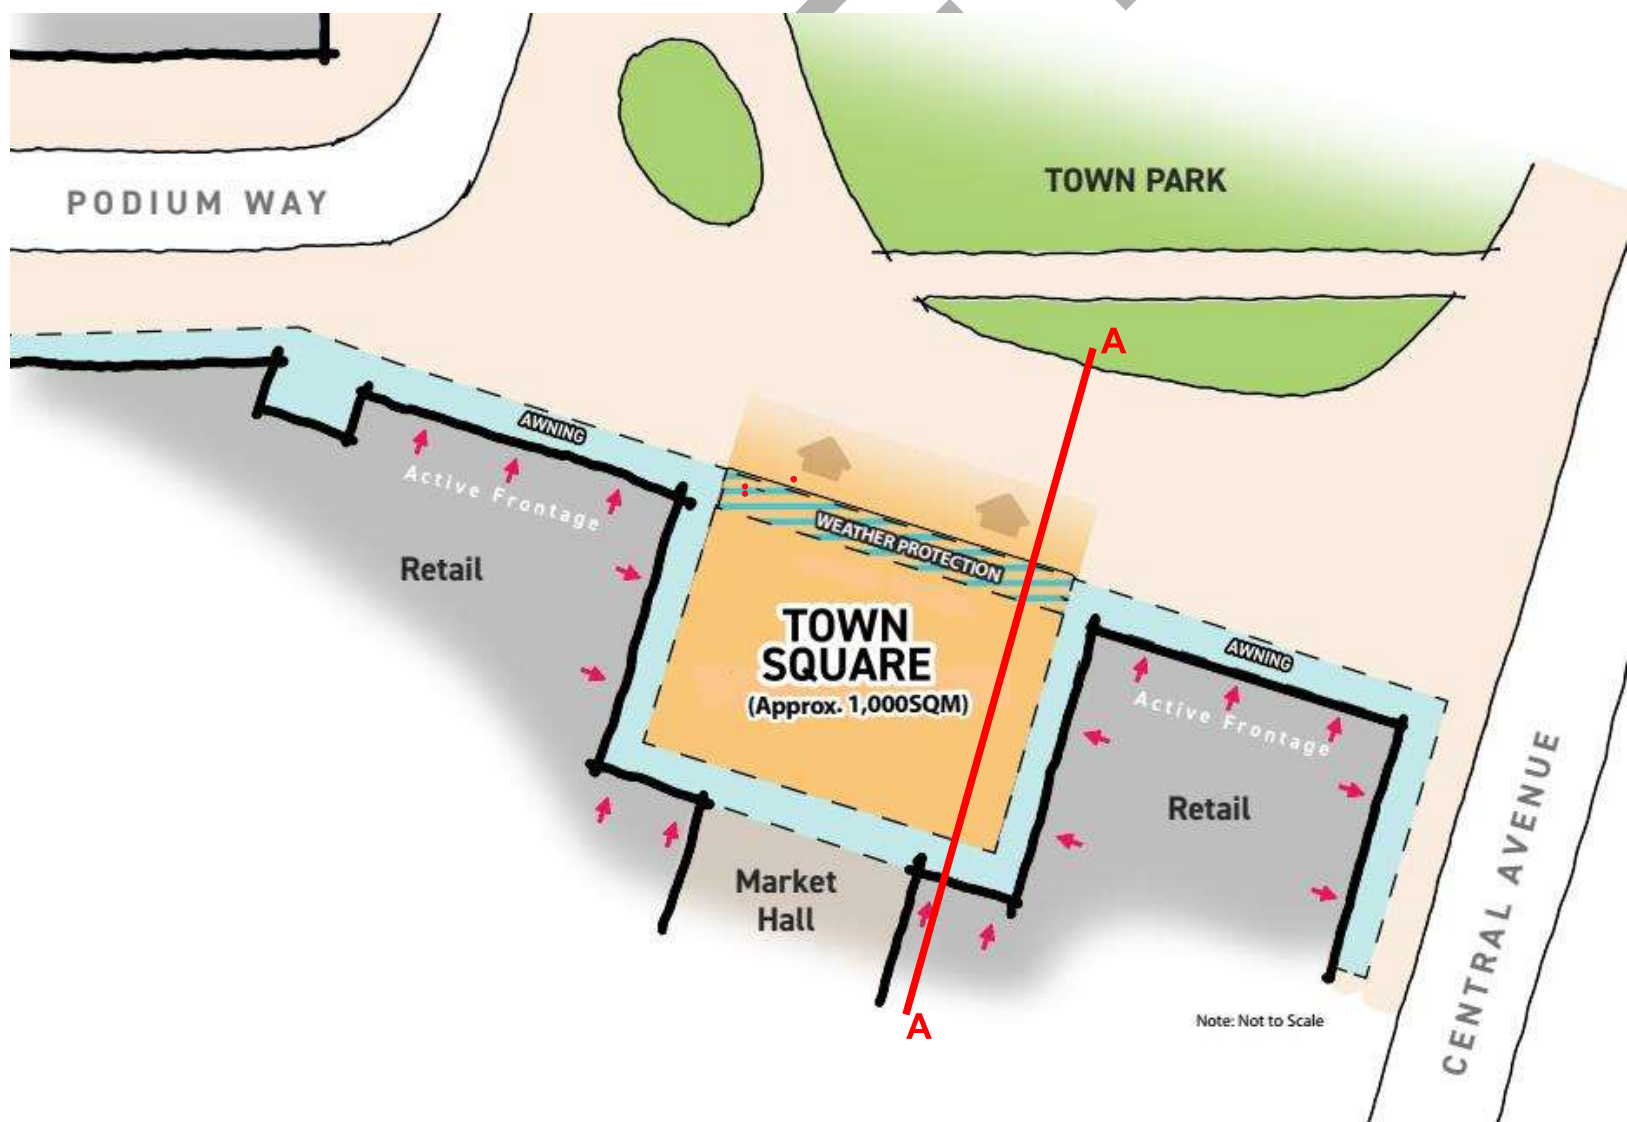 PODIUM WAY
TOWN PARK
A
AWNING
Active Frontage
WEATHER PROTECTION
Retail
TOWN
SQUARE
(Approx. 1,000SQM)
AWNING
Active Frontage
Retail
Market
Hall
CENTRAL AVENUE
Note: Not to Scale
A